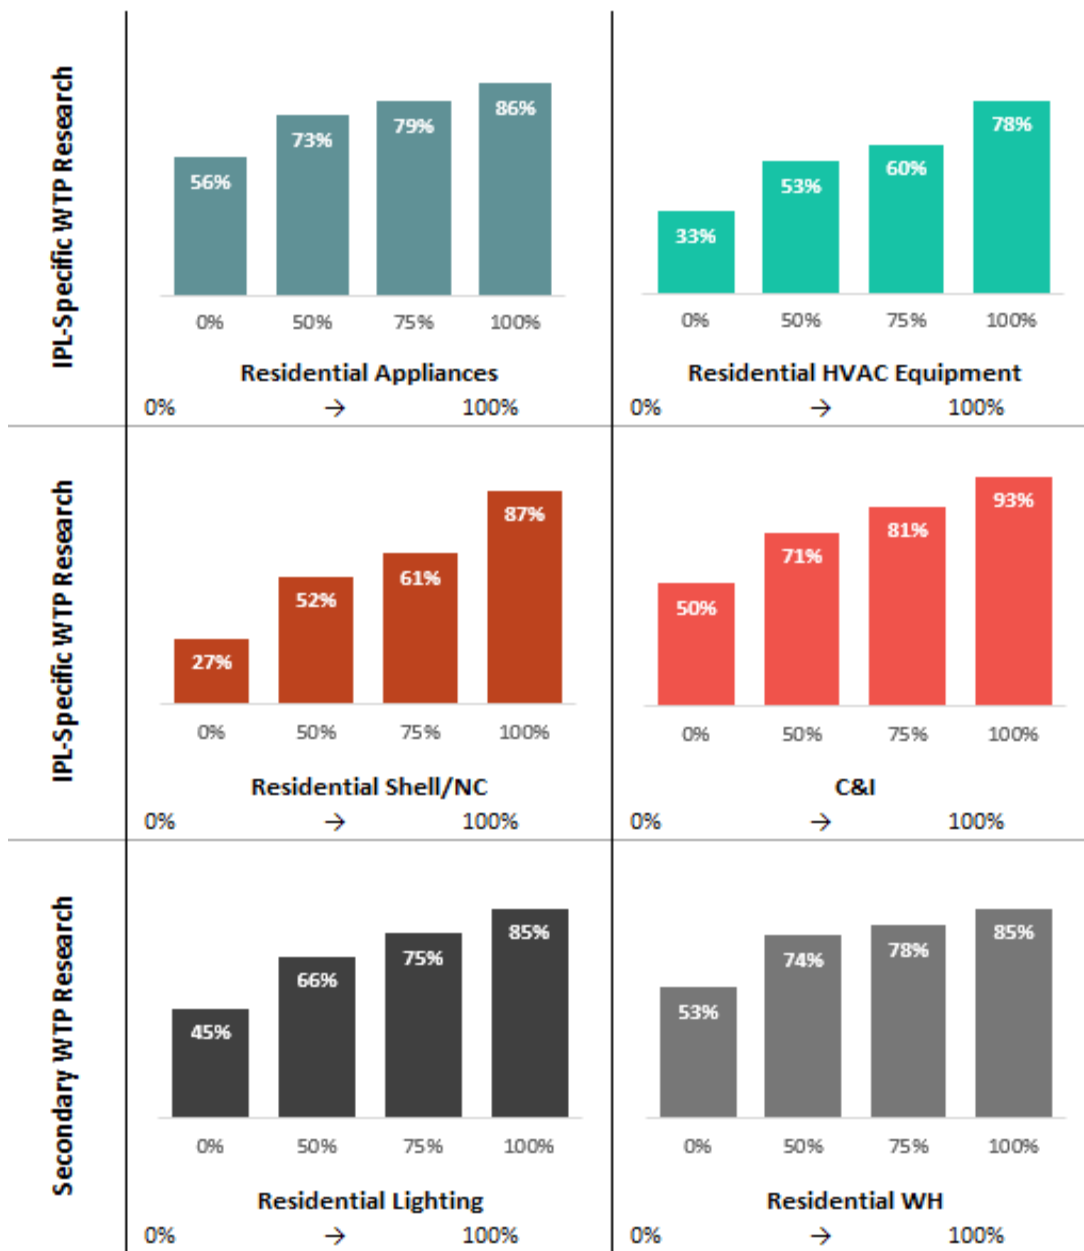 IPL-Specific WTP Research
56%
73%
79%
86%
0% 50% 75% 100%
Residential Appliances
0% → 100%
33%
53%
60%
78%
0% 50% 75% 100%
Residential HVAC Equipment
0% → 100%
IPL-Specific WTP Research
27%
52%
61%
87%
0% 50% 75% 100%
Residential Shell/NC
0% → 100%
50%
71%
81%
93%
0% 50% 75% 100%
C&I
0% → 100%
Secondary WTP Research
45%
66%
75%
85%
0% 50% 75% 100%
Residential Lighting
0% → 100%
53%
74%
78%
85%
0% 50% 75% 100%
Residential WH
0% → 100%